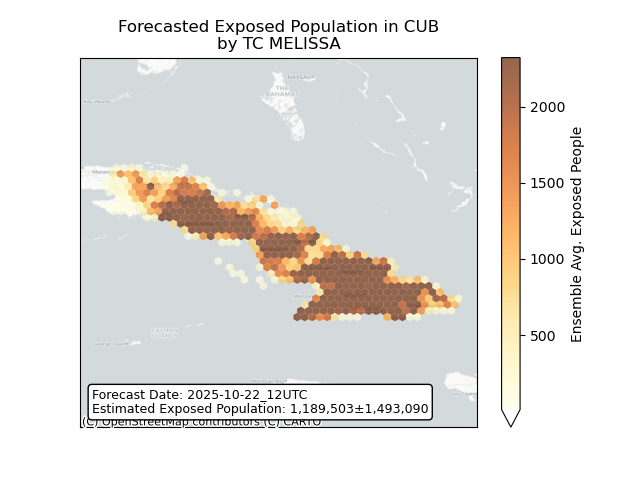 Forecasted Exposed Population in CUB
by TC MELISSA
NASSAU
THE
BAHAMAS
CAYMAN
ISLANDS
2000
1500
1000
500
Ensemble Avg. Exposed People
Forecast Date: 2025-10-22_12UTC
Estimated Exposed Population: 1,189,503±1,493,090
(C) OpenStreetMap contributors (C) CARTO